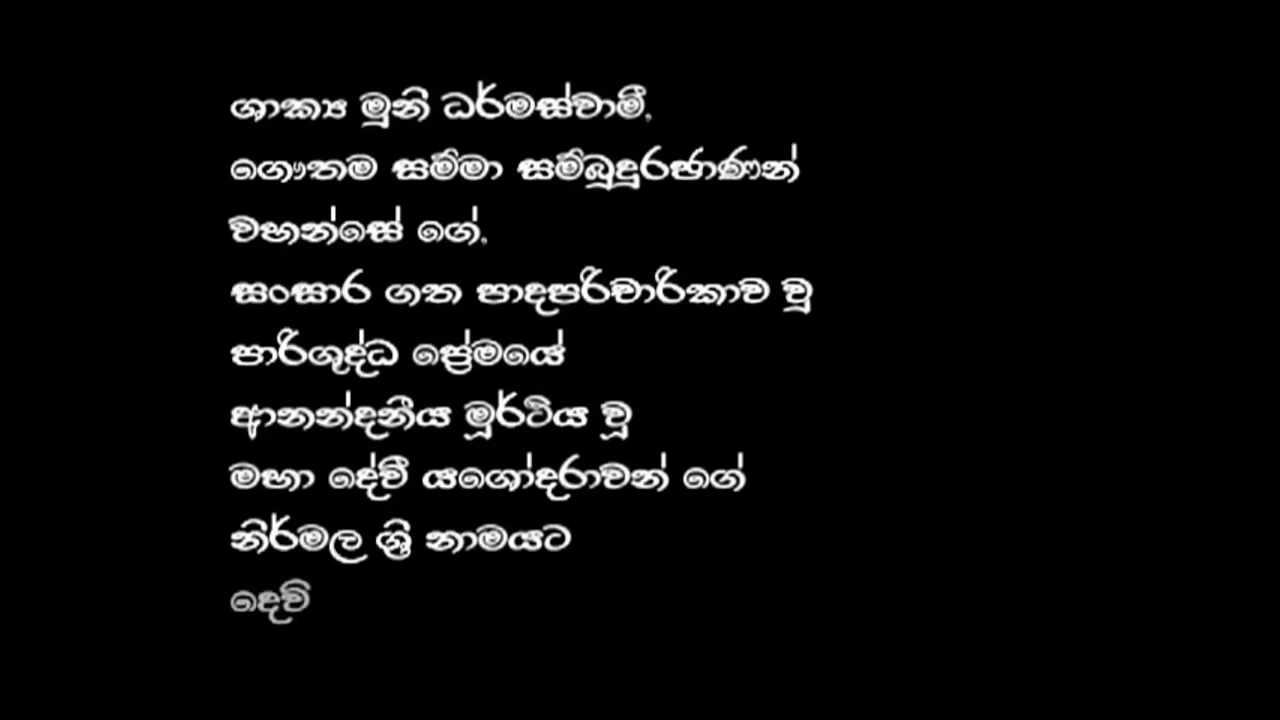 ශාක්‍ය මූනි ධර්මස්වාමී,
ගෞතම සම්මා සම්බූදූරජාණන්
වහන්සේ ගේ,
සංසාර ගත පාදපරිචාරිකාව වූ
පාරිශුද්ධ ප්‍රේමයේ
ආනන්දනීය මූර්ටිය වූ
මහා දේවී යශෝදරාවන් ගේ
නිර්මල ශ්‍රි නාමයට
දෙවි